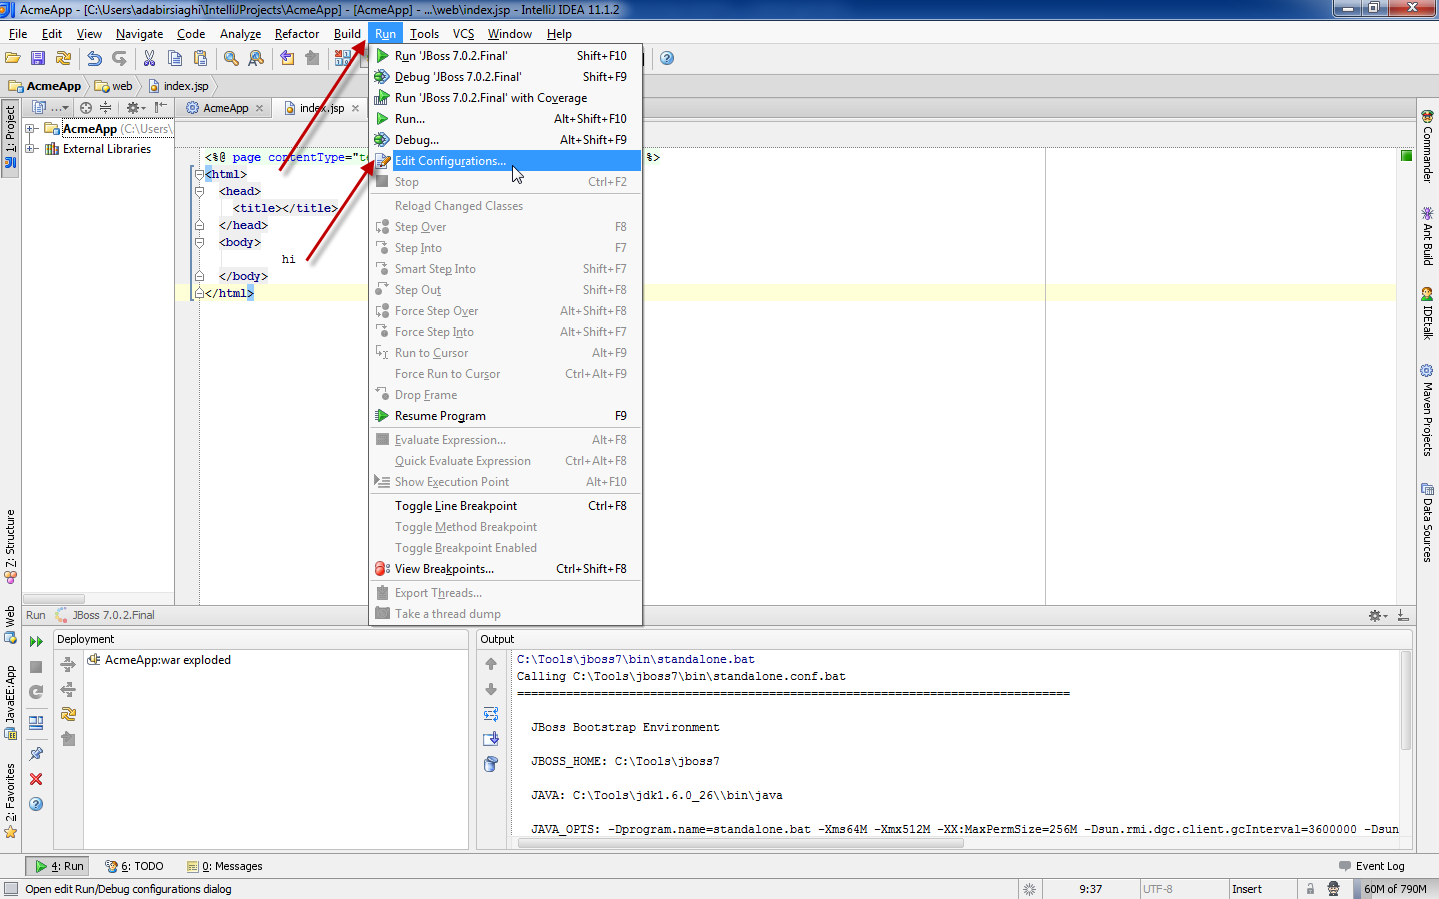 AcmeApp - [C:\Users\adabirsiaghi\IntelliJProjects\AcmeApp] - [AcmeApp] - ...\web\index.jsp - IntelliJ IDEA 11.1.2
File Edit View Navigate Code Analyze Refactor Build Run Tools VCS Window Help
AcmeApp web index.jsp
AcmeApp index.jsp
1: Project
AcmeApp (C:\Users\
External Libraries
<%@ page contentType="te %>
<html>
<head>
<title></title>
</head>
<body>
hi
</body>
</html>
Run 'JBoss 7.0.2.Final' Shift+F10
Debug 'JBoss 7.0.2.Final' Shift+F9
Run 'JBoss 7.0.2.Final' with Coverage
Run... Alt+Shift+F10
Debug... Alt+Shift+F9
Edit Configurations...
Stop Ctrl+F2
Reload Changed Classes
Step Over F8
Step Into F7
Smart Step Into Shift+F7
Step Out Shift+F8
Force Step Over Alt+Shift+F8
Force Step Into Alt+Shift+F7
Run to Cursor Alt+F9
Force Run to Cursor Ctrl+Alt+F9
Drop Frame
Resume Program F9
Evaluate Expression... Alt+F8
Quick Evaluate Expression Ctrl+Alt+F8
Show Execution Point Alt+F10
Toggle Line Breakpoint Ctrl+F8
Toggle Method Breakpoint
Toggle Breakpoint Enabled
View Breakpoints... Ctrl+Shift+F8
Export Threads...
Take a thread dump
Commander
Ant Build
IDEtalk
Maven Projects
Data Sources
Z: Structure
Web
JavaEE:App
2: Favorites
Run JBoss 7.0.2.Final
Deployment
AcmeApp:war exploded
Output
C:\Tools\jboss7\bin\standalone.bat
Calling C:\Tools\jboss7\bin\standalone.conf.bat
===============================================================================
JBoss Bootstrap Environment
JBOSS_HOME: C:\Tools\jboss7
JAVA: C:\Tools\jdk1.6.0_26\\bin\java
JAVA_OPTS: -Dprogram.name=standalone.bat -Xms64M -Xmx512M -XX:MaxPermSize=256M -Dsun.rmi.dgc.client.gcInterval=3600000 -Dsun
4: Run 6: TODO 0: Messages Event Log
Open edit Run/Debug configurations dialog 9:37 UTF-8 Insert 60M of 790M